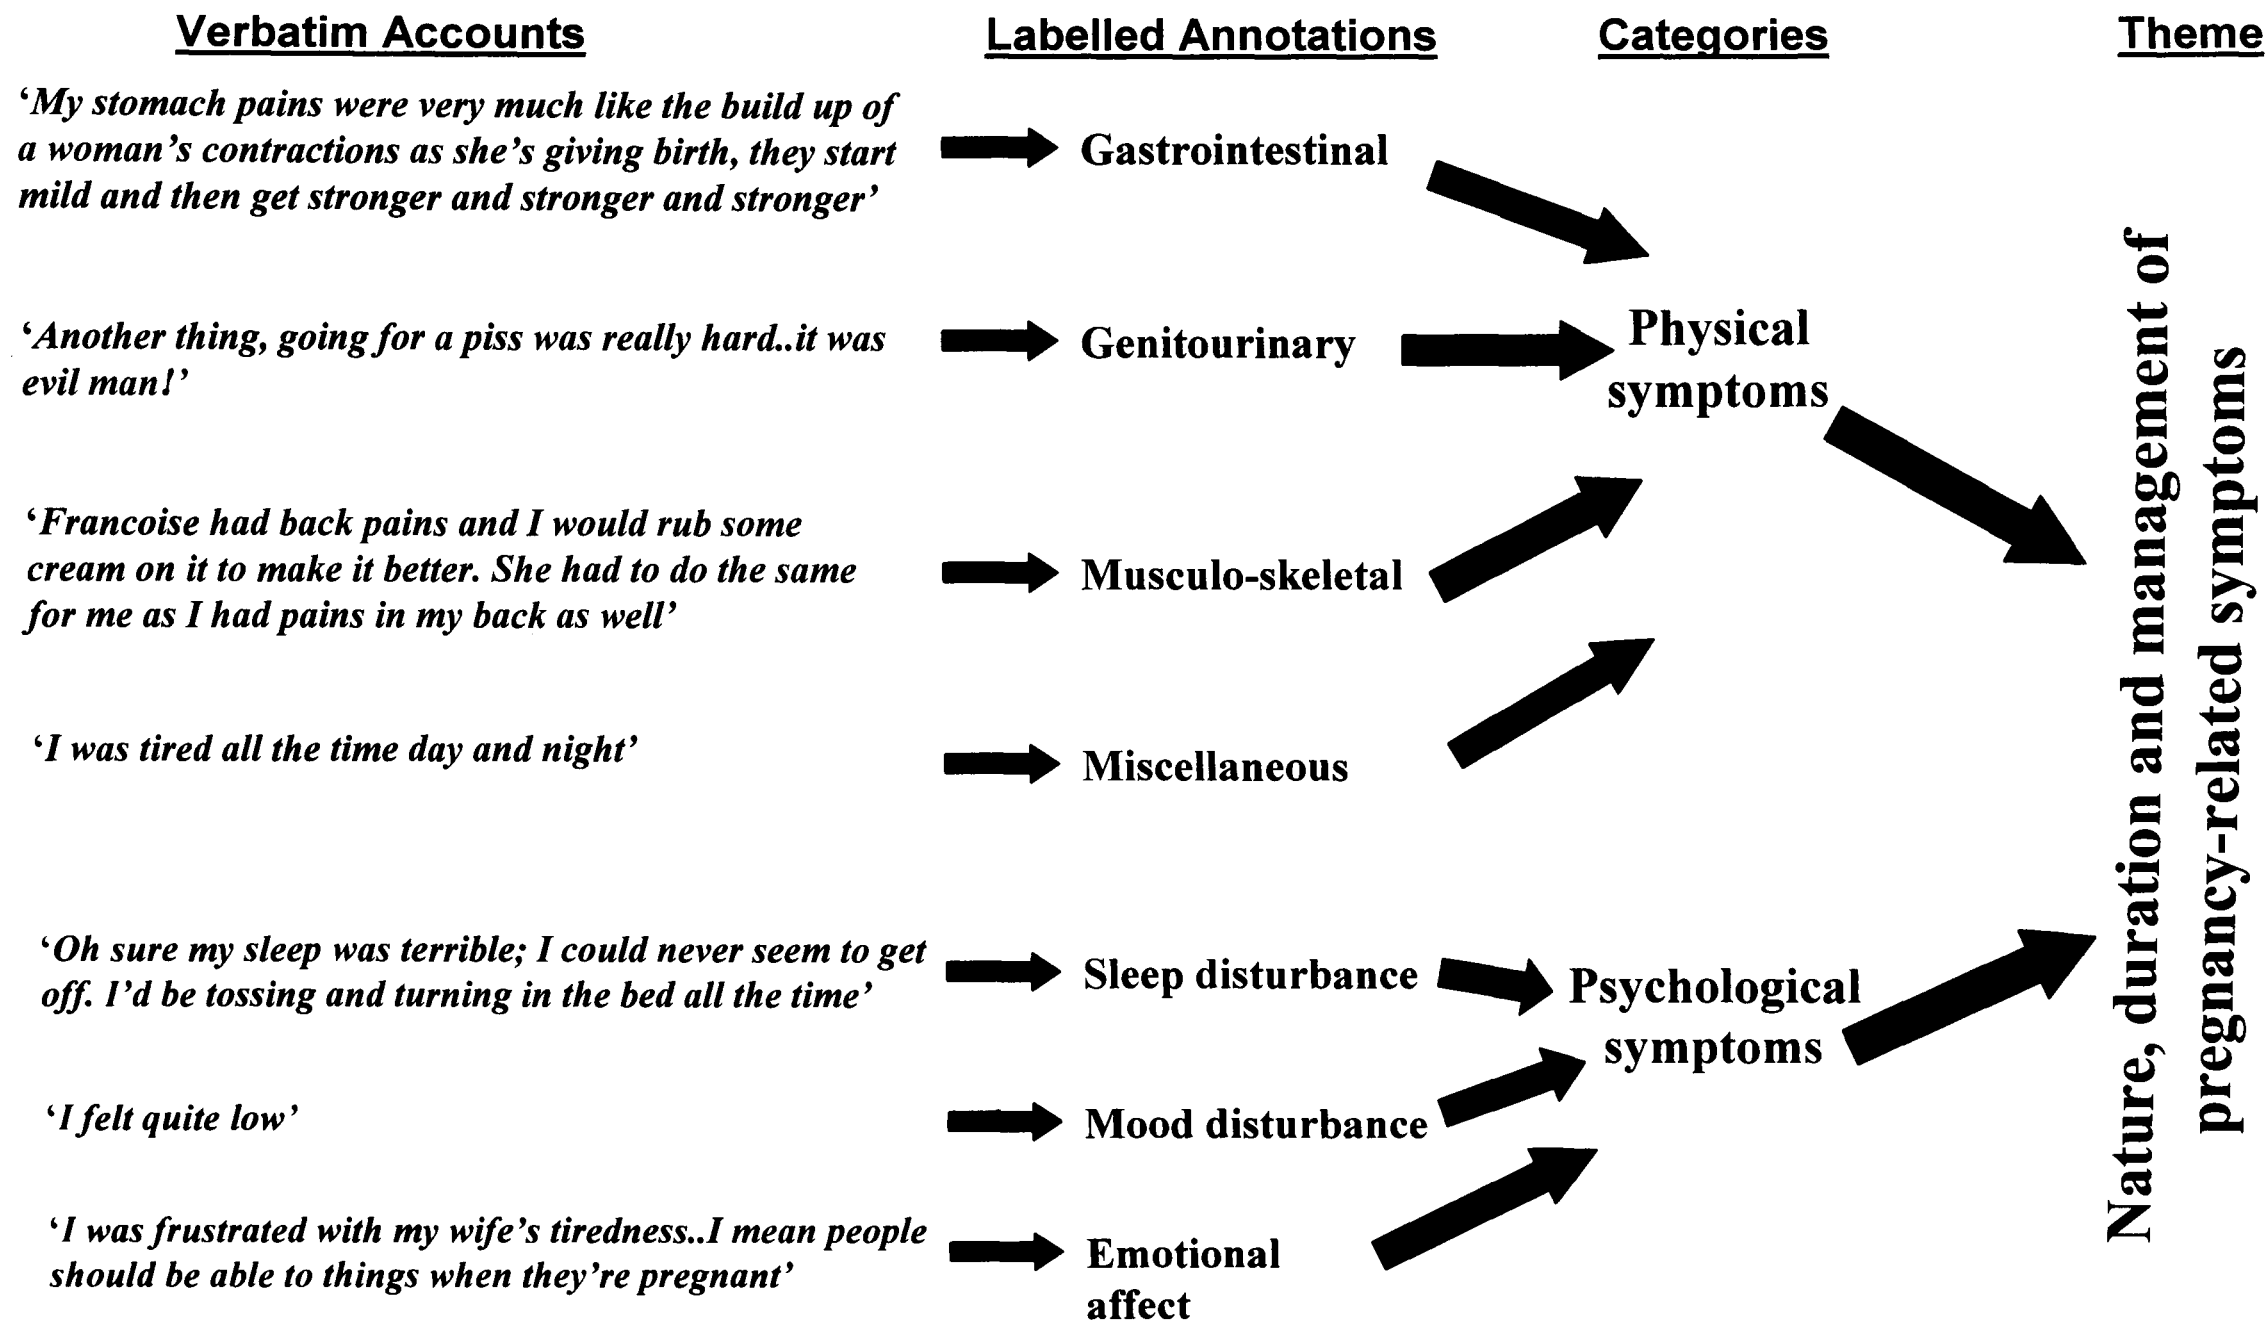 Verbatim Accounts
Labelled Annotations
Categories
Theme
‘My stomach pains were very much like the build up of
a woman’s contractions as she’s giving birth, they start
mild and then get stronger and stronger and stronger’
Gastrointestinal
‘Another thing, going for a piss was really hard..it was
evil man!’
Genitourinary
Physical
symptoms
‘Francoise had back pains and I would rub some
cream on it to make it better. She had to do the same
for me as I had pains in my back as well’
Musculo-skeletal
‘I was tired all the time day and night’
Miscellaneous
‘Oh sure my sleep was terrible; I could never seem to get
off. I’d be tossing and turning in the bed all the time’
Sleep disturbance
Psychological
symptoms
‘I felt quite low’
Mood disturbance
‘I was frustrated with my wife’s tiredness..I mean people
should be able to things when they’re pregnant’
Emotional
affect
Nature, duration and management of
pregnancy-related symptoms